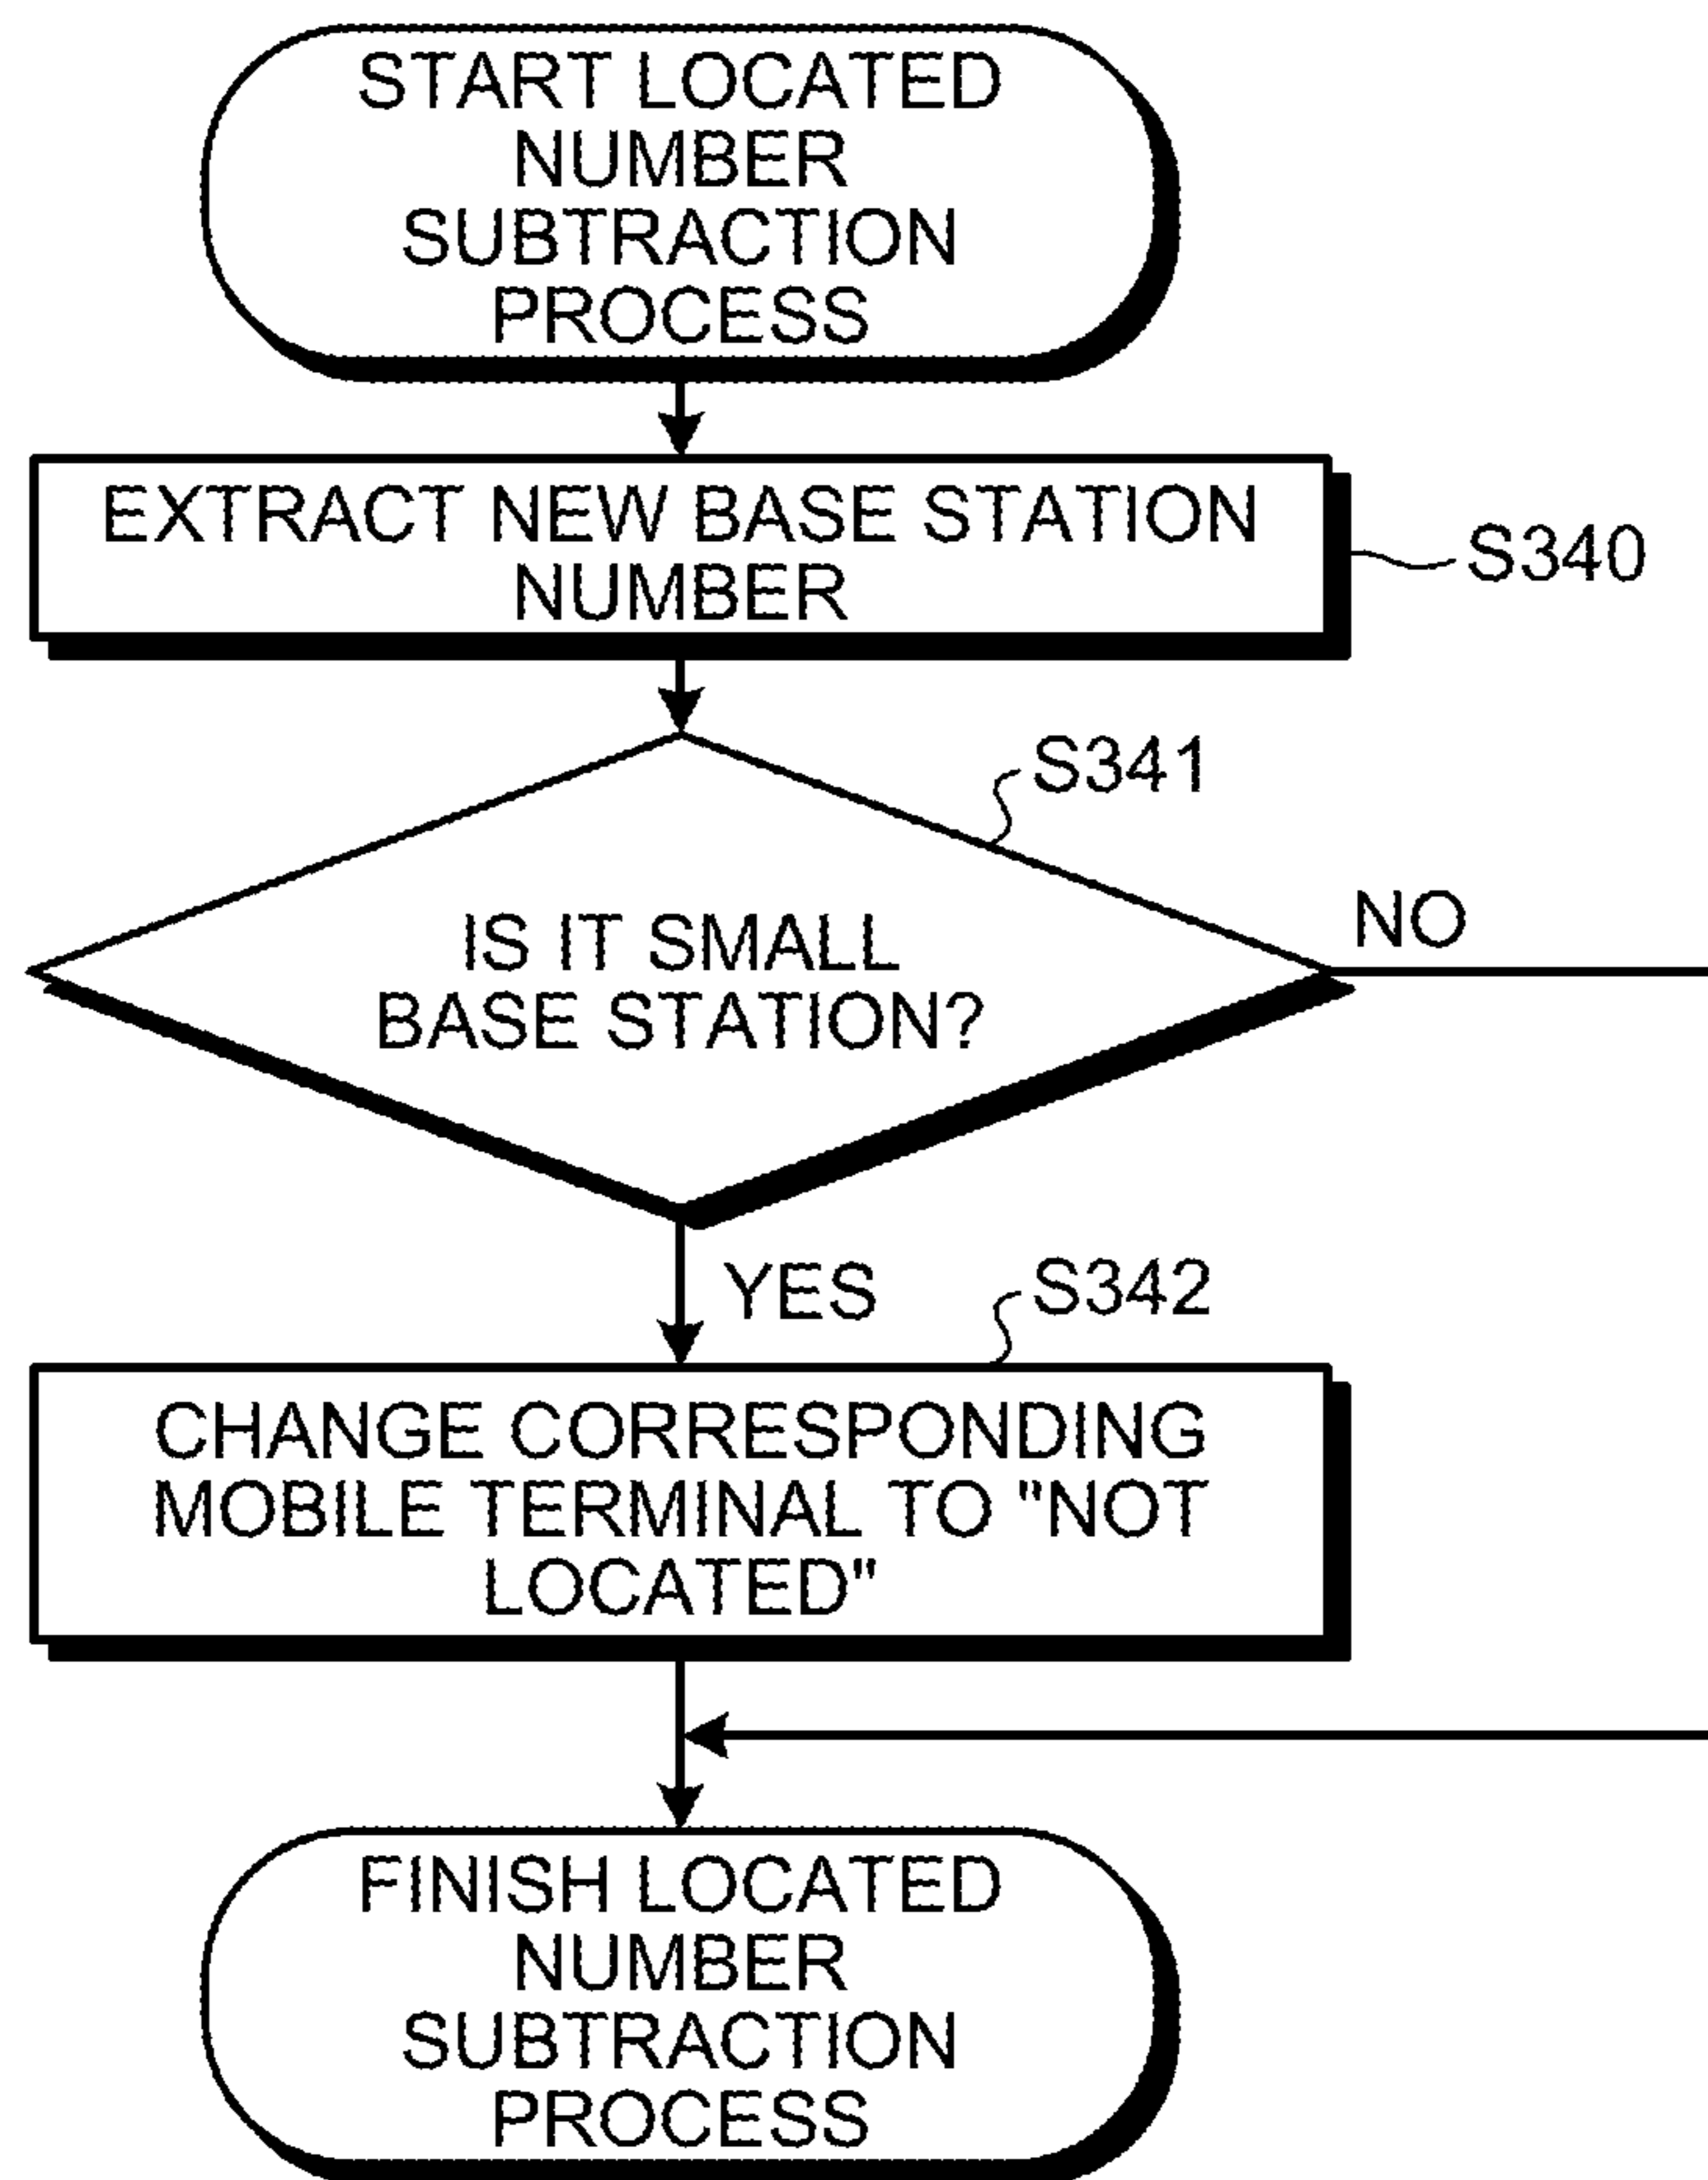 START LOCATED
NUMBER
SUBTRACTION
PROCESS
EXTRACT NEW BASE STATION
NUMBER
S340
S341
IS IT SMALL
BASE STATION?
NO
YES
S342
CHANGE CORRESPONDING
MOBILE TERMINAL TO "NOT
LOCATED"
FINISH LOCATED
NUMBER
SUBTRACTION
PROCESS